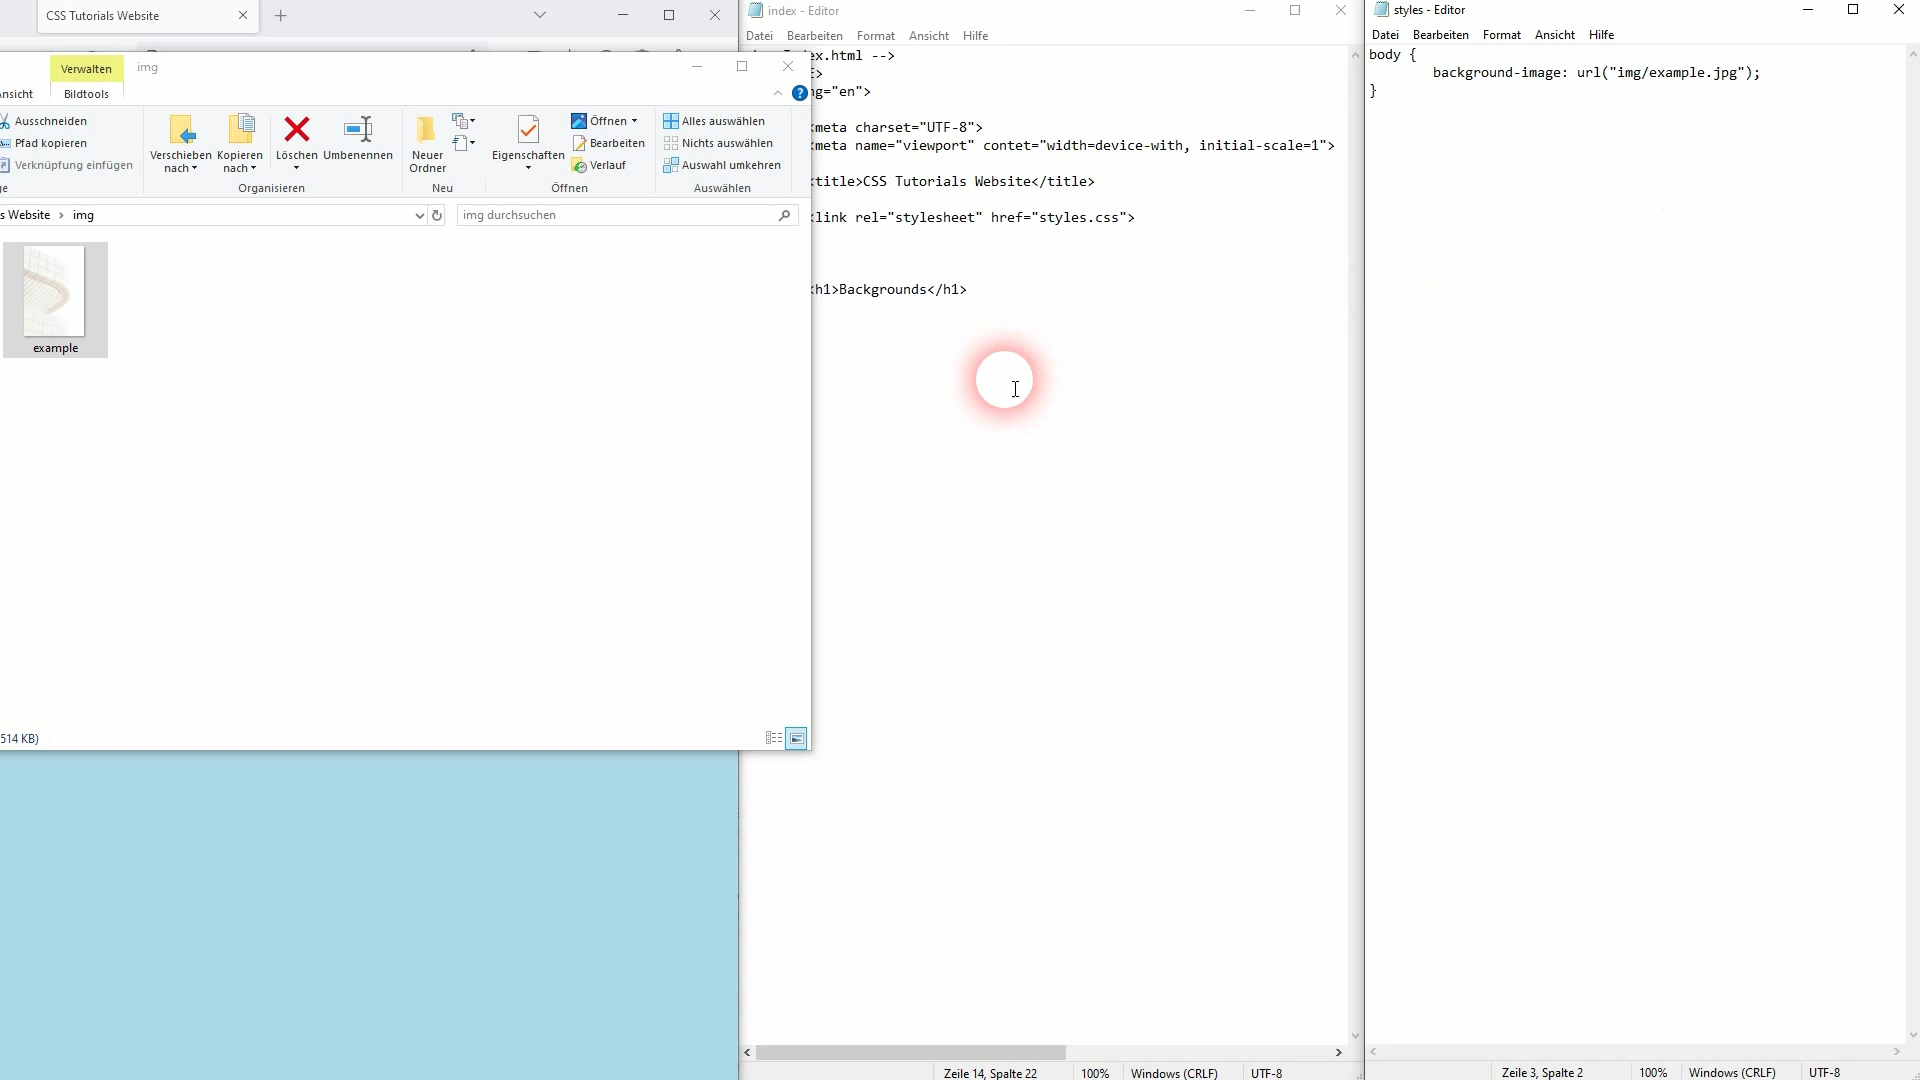 CSS Tutorials Website
Verwalten
img
Ansicht
Bildtools
Ausschneiden
Pfad kopieren
Verknüpfung einfügen
Verschieben nach
Kopieren nach
Löschen
Umbenennen
Organisieren
Neuer Ordner
Neu
Eigenschaften
Öffnen
Bearbeiten
Verlauf
Öffnen
Alles auswählen
Nichts auswählen
Auswahl umkehren
Auswählen
s Website > img
img durchsuchen
example
514 KB)
index - Editor
Datei Bearbeiten Format Ansicht Hilfe
ex.html -->
>
ng="en">
<meta charset="UTF-8">
<meta name="viewport" contet="width=device-with, initial-scale=1">
<title>CSS Tutorials Website</title>
<link rel="stylesheet" href="styles.css">
<h1>Backgrounds</h1>
Zeile 14, Spalte 22 100% Windows (CRLF) UTF-8
styles - Editor
Datei Bearbeiten Format Ansicht Hilfe
body {
background-image: url("img/example.jpg");
}
Zeile 3, Spalte 2 100% Windows (CRLF) UTF-8